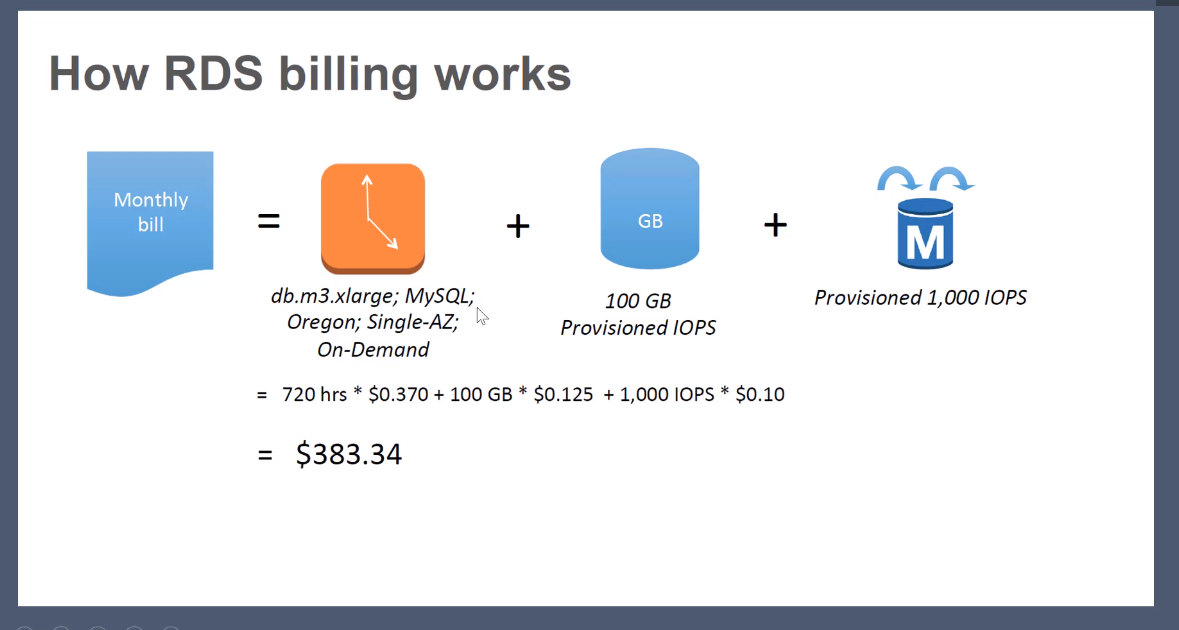 How RDS billing works
Monthly
bill
=
+
GB
+
M
db.m3.xlarge; MySQL;
Oregon; Single-AZ;
On-Demand
100 GB
Provisioned IOPS
Provisioned 1,000 IOPS
= 720 hrs * $0.370 + 100 GB * $0.125 + 1,000 IOPS * $0.10
= $383.34